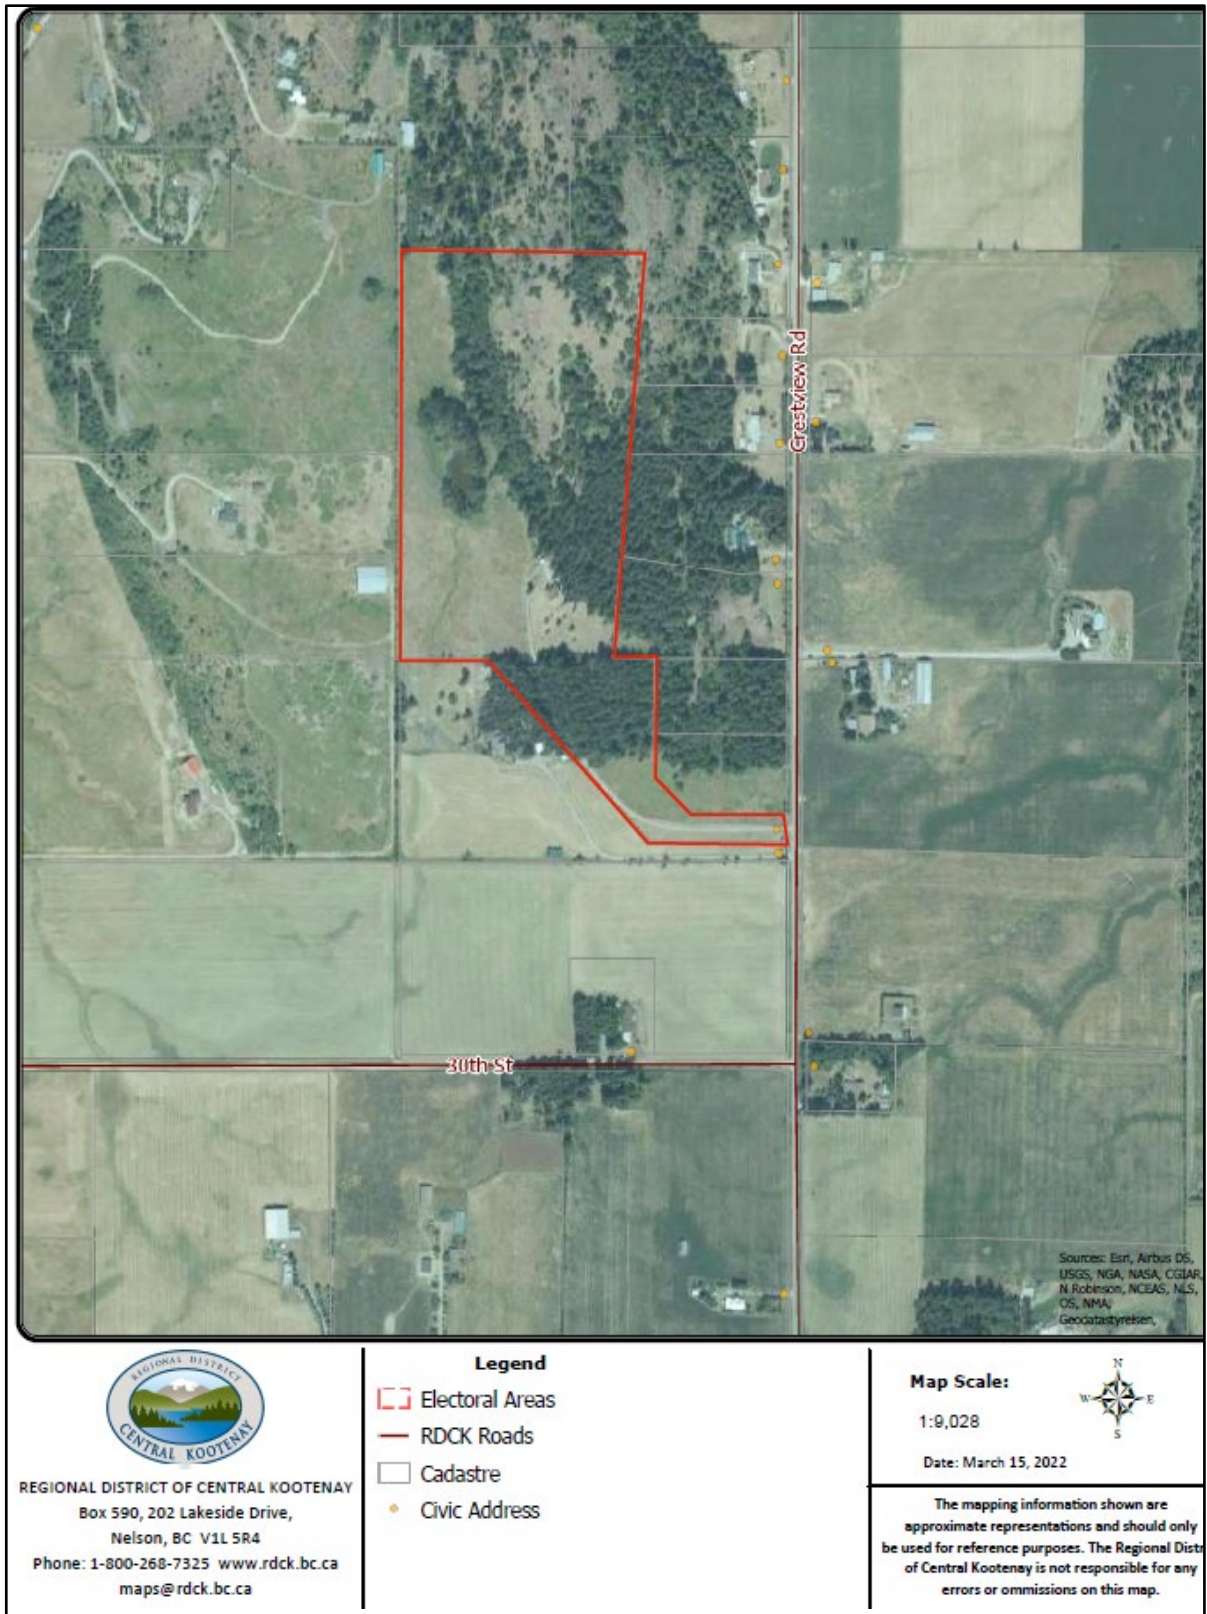 Crestview Rd
30th St
Sources: Esri, Airbus DS,
USGS, NGA, NASA, CGIAR,
N Robinson, NCEAS, NLS,
OS, NMA,
Geodatastyrelsen,
REGIONAL DISTRICT
CENTRAL KOOTENAY
REGIONAL DISTRICT OF CENTRAL KOOTENAY
Box 590, 202 Lakeside Drive,
Nelson, BC V1L 5R4
Phone: 1-800-268-7325 www.rdck.bc.ca
maps@rdck.bc.ca
Legend
Electoral Areas
RDCK Roads
Cadastre
Civic Address
Map Scale:
1:9,028
N
W E
S
Date: March 15, 2022
The mapping information shown are
approximate representations and should only
be used for reference purposes. The Regional Distr
of Central Kootenay is not responsible for any
errors or ommissions on this map.